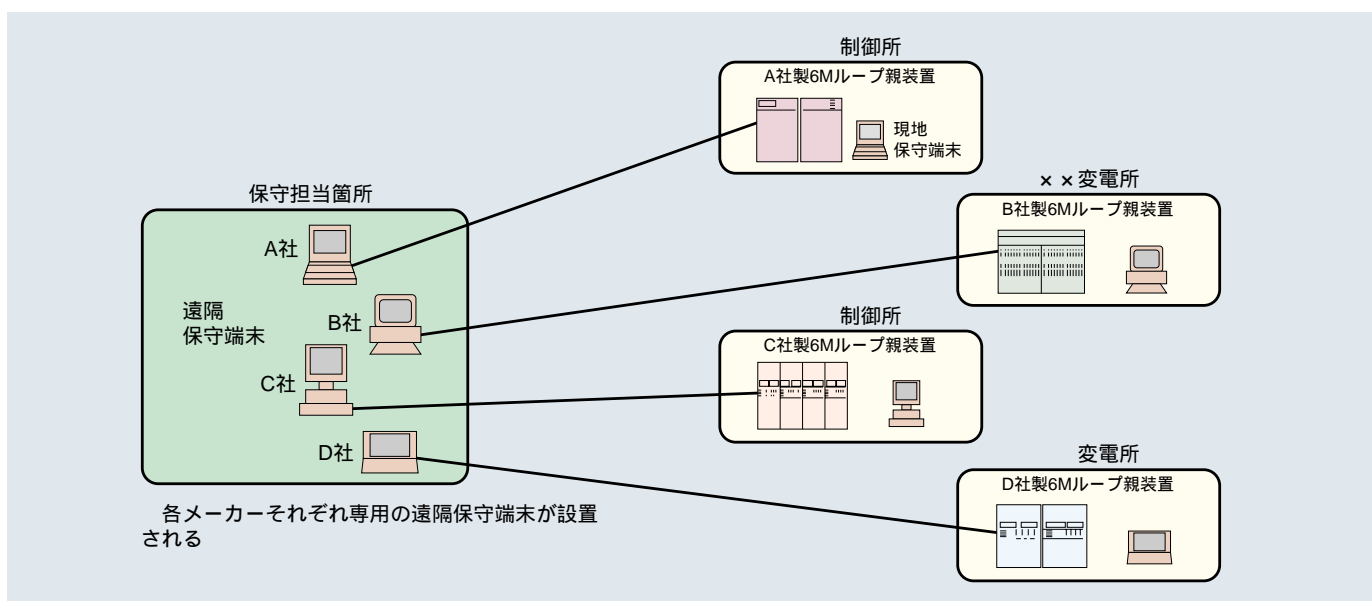 制御所
A社製6Mループ親装置
現地
保守端末
××変電所
B社製6Mループ親装置
保守担当箇所
A社
遠隔
保守端末
B社
C社
D社
制御所
C社製6Mループ親装置
変電所
D社製6Mループ親装置
各メーカーそれぞれ専用の遠隔保守端末が設置
される